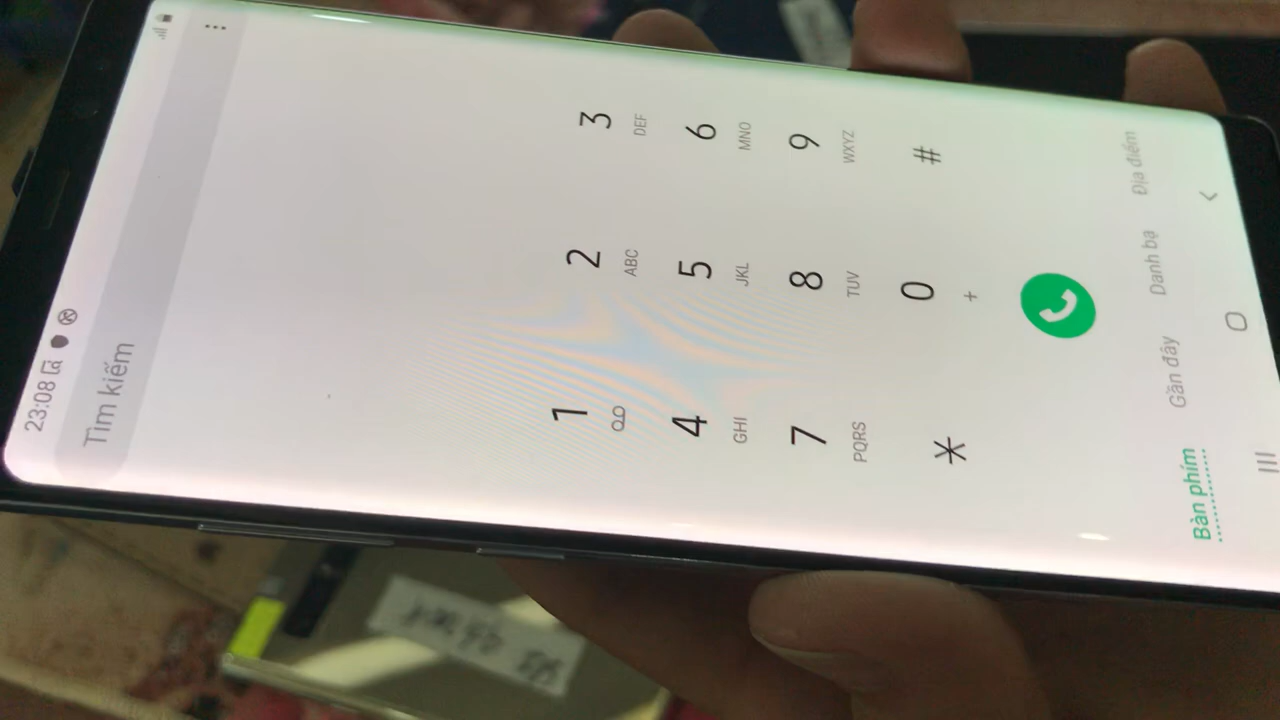 23:08
Tìm kiếm
1 2 3
ABC DEF
4 5 6
GHI JKL MNO
7 8 9
PQRS TUV WXYZ
* 0 #
+
Bàn phím Gần đây Danh bạ Địa điểm